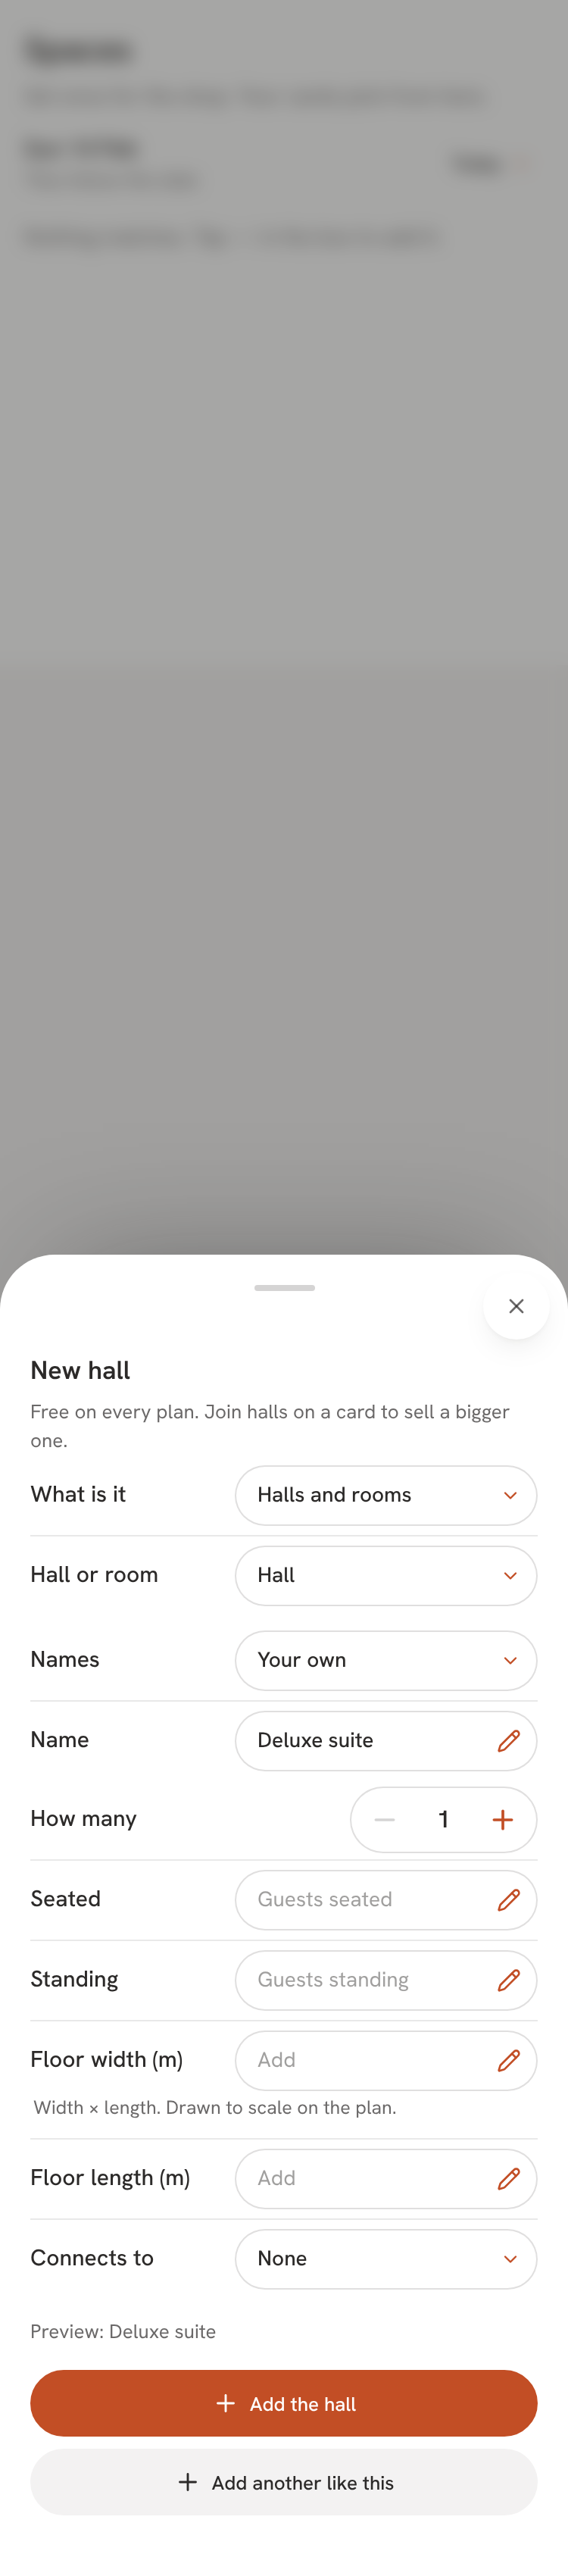 Spaces
New hall
Free on every plan. Join halls on a card to sell a bigger
one.
What is it
Halls and rooms
Hall or room
Hall
Names
Your own
Name
Deluxe suite
How many
1
Seated
Guests seated
Standing
Guests standing
Floor width (m)
Add
Width × length. Drawn to scale on the plan.
Floor length (m)
Add
Connects to
None
Preview: Deluxe suite
Add the hall
Add another like this